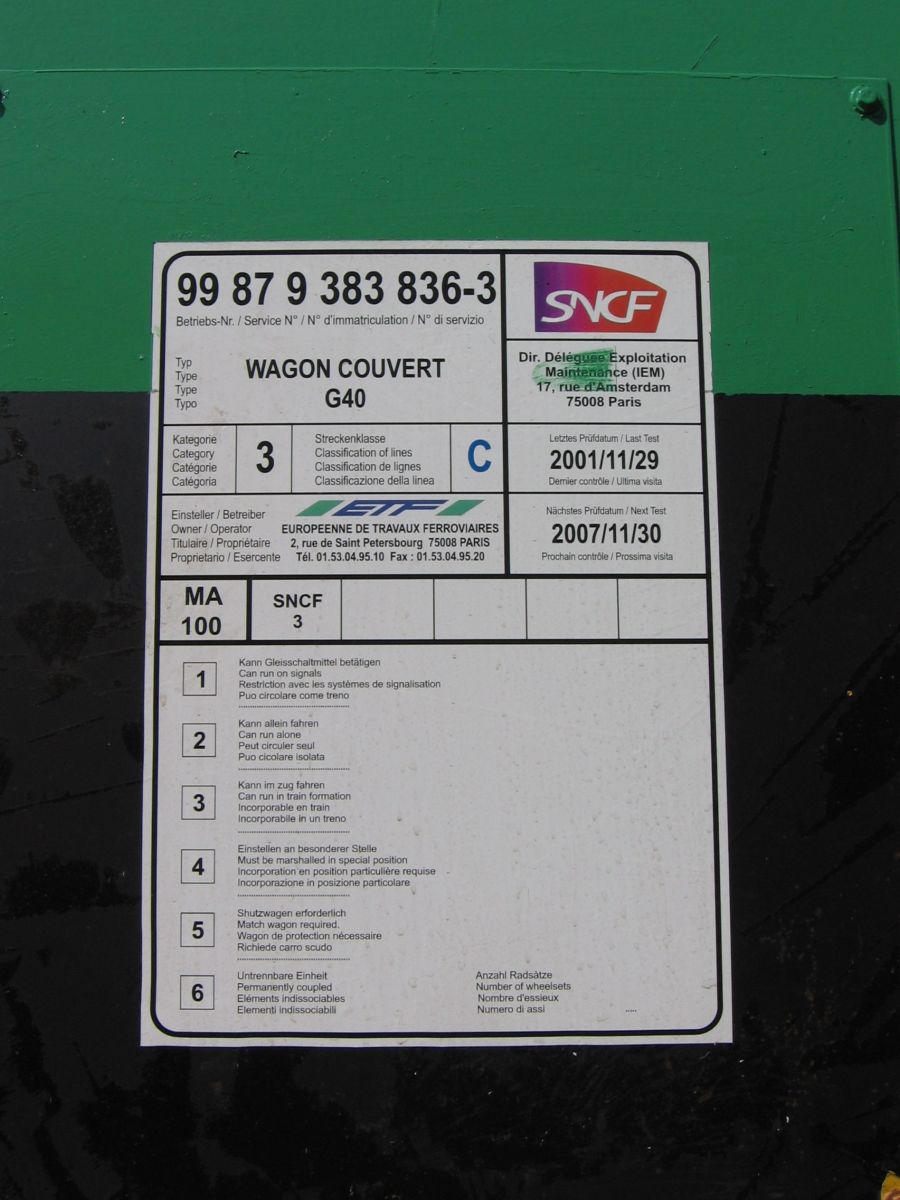 99 87 9 383 836-3
Betriebs-Nr. / Service N° / N° d'immatriculation / N° di servizio
SNCF
Typ
Type
Type
Typo
WAGON COUVERT
G40
Dir. Déléguée Exploitation
Maintenance (IEM)
17, rue d'Amsterdam
75008 Paris
Kategorie
Category
Catégorie
Catégoria
3
Streckenklasse
Classification of lines
Classification de lignes
Classificazione della linea
C
Letztes Prüfdatum / Last Test
2001/11/29
Dernier contrôle / Ultima visita
Einsteller / Betreiber
Owner / Operator
Titulaire / Propriétaire
Proprietario / Esercente
ETF
EUROPEENNE DE TRAVAUX FERROVIAIRES
2, rue de Saint Petersbourg 75008 PARIS
Tél. 01.53.04.95.10 Fax : 01.53.04.95.20
Nächstes Prüfdatum / Next Test
2007/11/30
Prochain contrôle / Prossima visita
MA
100
SNCF
3
1
Kann Gleisschaltmittel betätigen
Can run on signals
Restriction avec les systèmes de signalisation
Puo circolare come treno
2
Kann allein fahren
Can run alone
Peut circuler seul
Puo cicolare isolata
3
Kann im zug fahren
Can run in train formation
Incorporable en train
Incorporabile in un treno
4
Einstellen an besonderer Stelle
Must be marshalled in special position
Incorporation en position particulière requise
Incorporazione in posizione particolare
5
Shutzwagen erforderlich
Match wagon required.
Wagon de protection nécessaire
Richiede carro scudo
6
Untrennbare Einheit
Permanently coupled
Eléments indissociables
Elementi indissociabili
Anzahl Radsätze
Number of wheelsets
Nombre d'essieux
Numero di assi